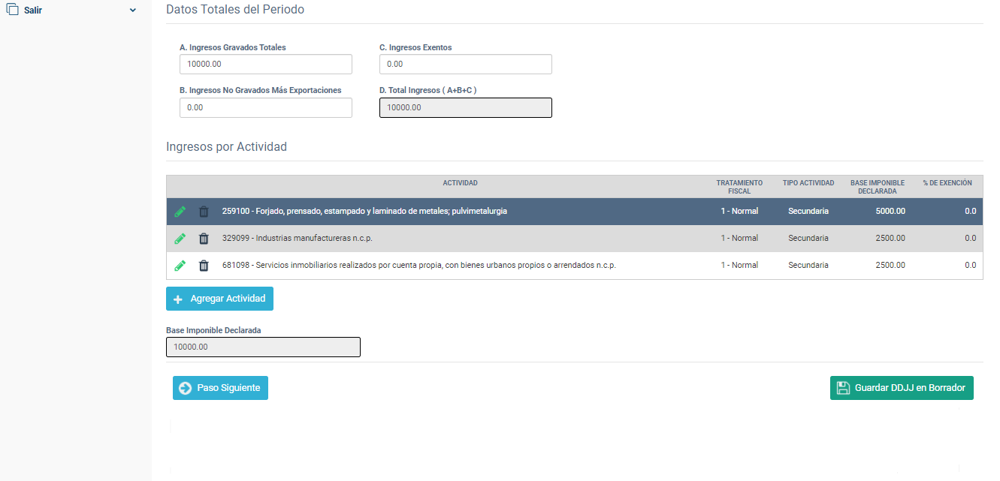 Salir
Datos Totales del Periodo
A. Ingresos Gravados Totales
C. Ingresos Exentos
10000.00
0.00
B. Ingresos No Gravados Más Exportaciones
D. Total Ingresos ( A+B+C )
0.00
10000.00
Ingresos por Actividad
ACTIVIDAD
TRATAMIENTO FISCAL
TIPO ACTIVIDAD
BASE IMPONIBLE DECLARADA
% DE EXENCIÓN
259100 - Forjado, prensado, estampado y laminado de metales; pulvimetalurgia 1 - Normal Secundaria 5000.00 0.0
329099 - Industrias manufactureras n.c.p. 1 - Normal Secundaria 2500.00 0.0
681098 - Servicios inmobiliarios realizados por cuenta propia, con bienes urbanos propios o arrendados n.c.p. 1 - Normal Secundaria 2500.00 0.0
Agregar Actividad
Base Imponible Declarada
10000.00
Paso Siguiente
Guardar DDJJ en Borrador